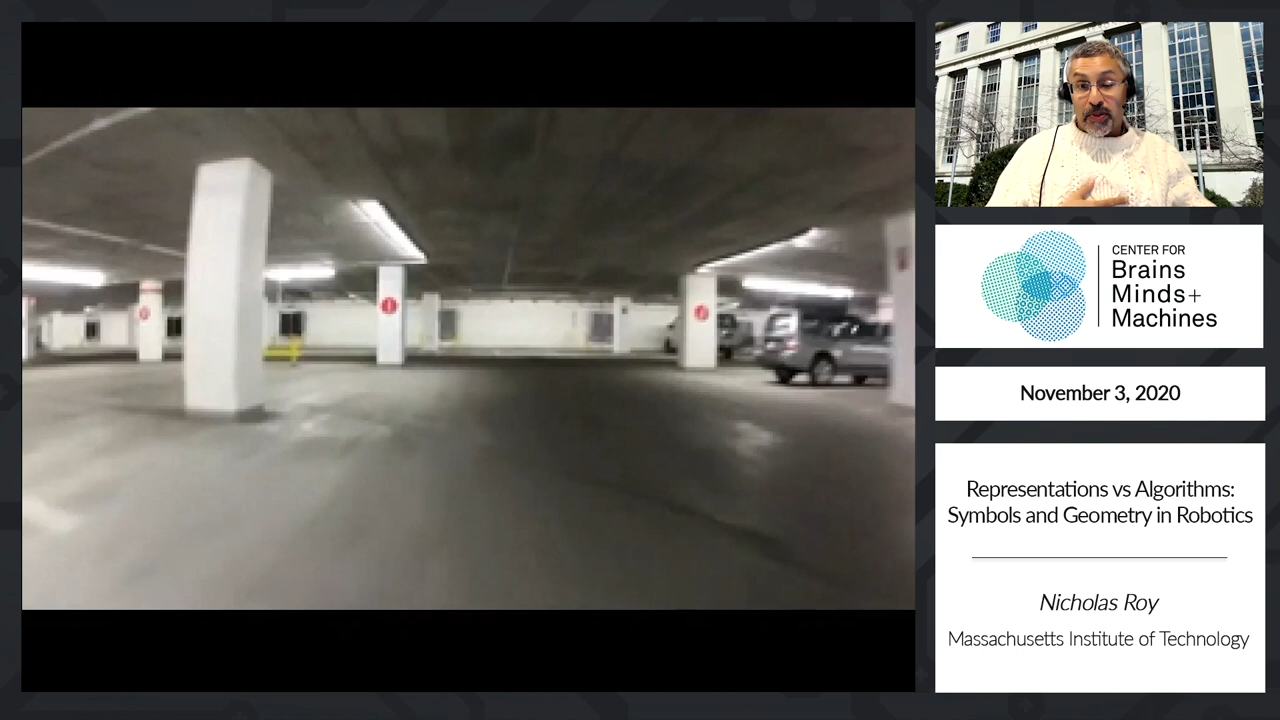 CENTER FOR
Brains
Minds+
Machines
November 3, 2020
Representations vs Algorithms:
Symbols and Geometry in Robotics
Nicholas Roy
Massachusetts Institute of Technology